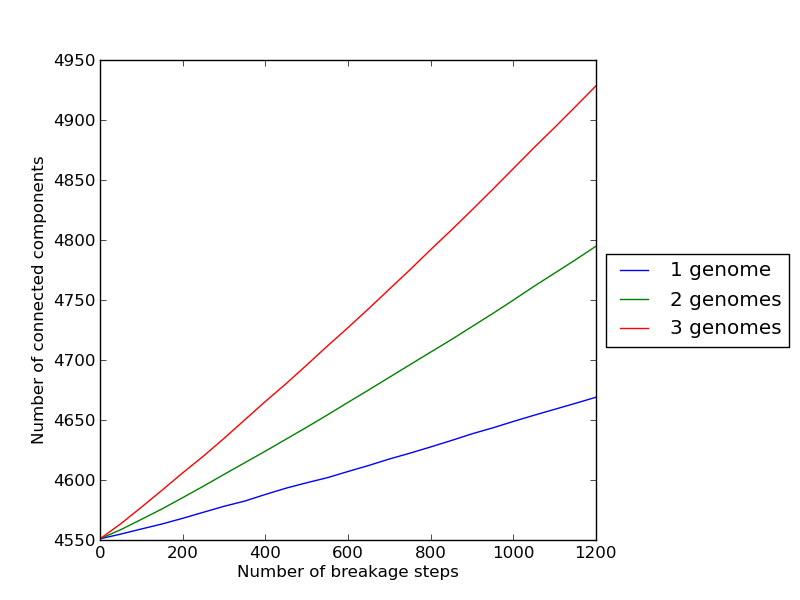 4950
4900
4850
4800
4750
4700
4650
4600
4550
Number of connected components
0 200 400 600 800 1000 1200
Number of breakage steps
1 genome
2 genomes
3 genomes